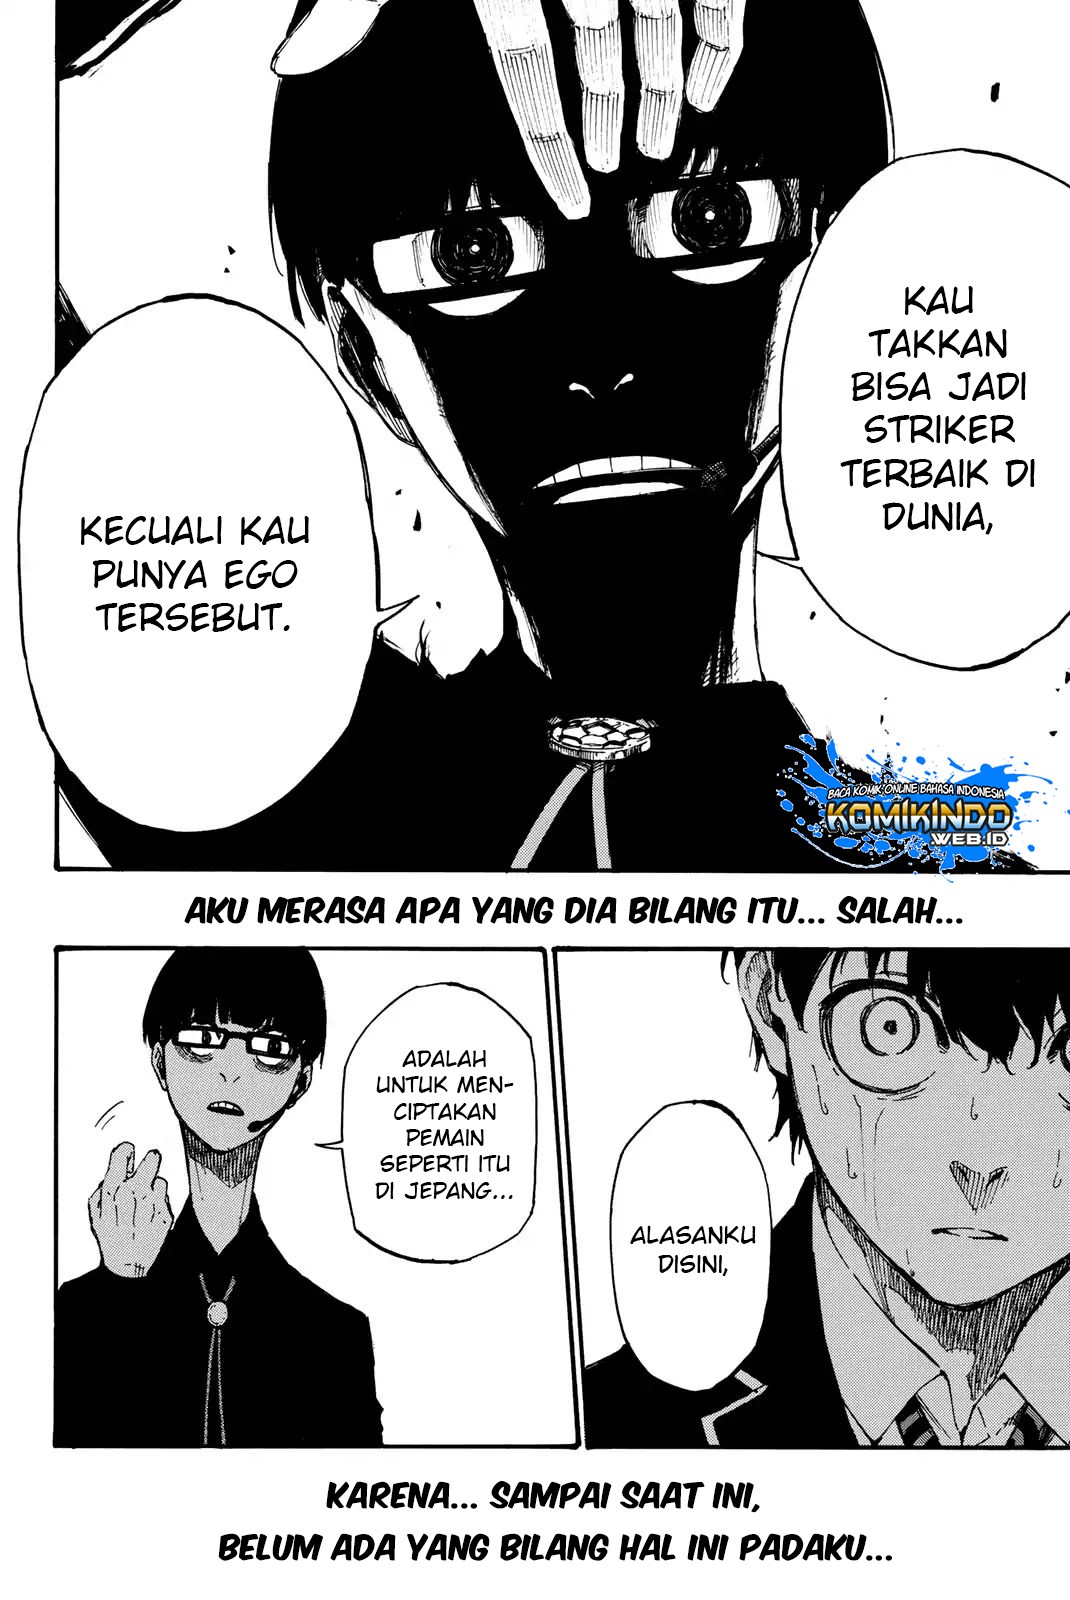 KAU
TAKKAN
BISA JADI
STRIKER
TERBAIK DI
DUNIA,
KECUALI KAU
PUNYA EGO
TERSEBUT.
BACA KOMIK ONLINE BAHASA INDONESIA
KOMIKINDO
WEB.ID
AKU MERASA APA YANG DIA BILANG ITU... SALAH...
ALASANKU
DISINI,
ADALAH
UNTUK MEN-
CIPTAKAN
PEMAIN
SEPERTI ITU
DI JEPANG...
KARENA... SAMPAI SAAT INI,
BELUM ADA YANG BILANG HAL INI PADAKU...